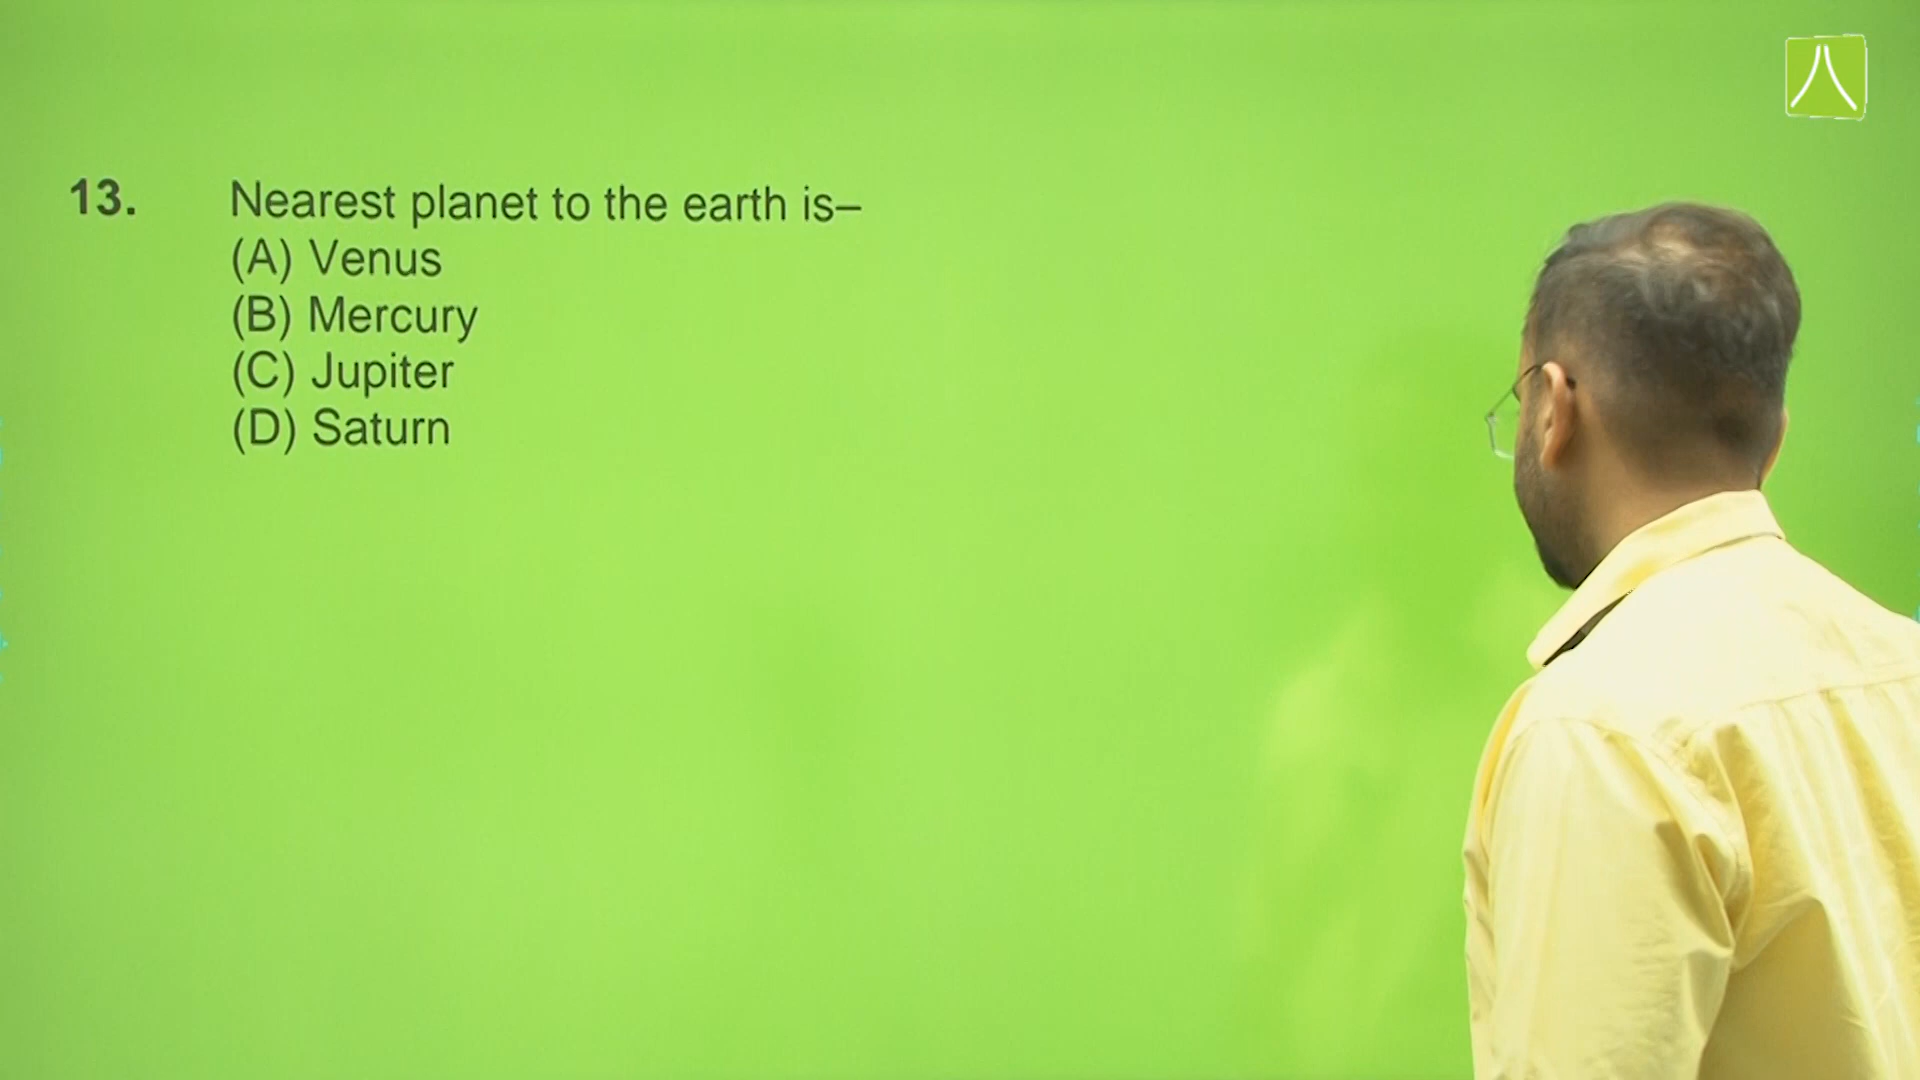 13. Nearest planet to the earth is–
(A) Venus
(B) Mercury
(C) Jupiter
(D) Saturn